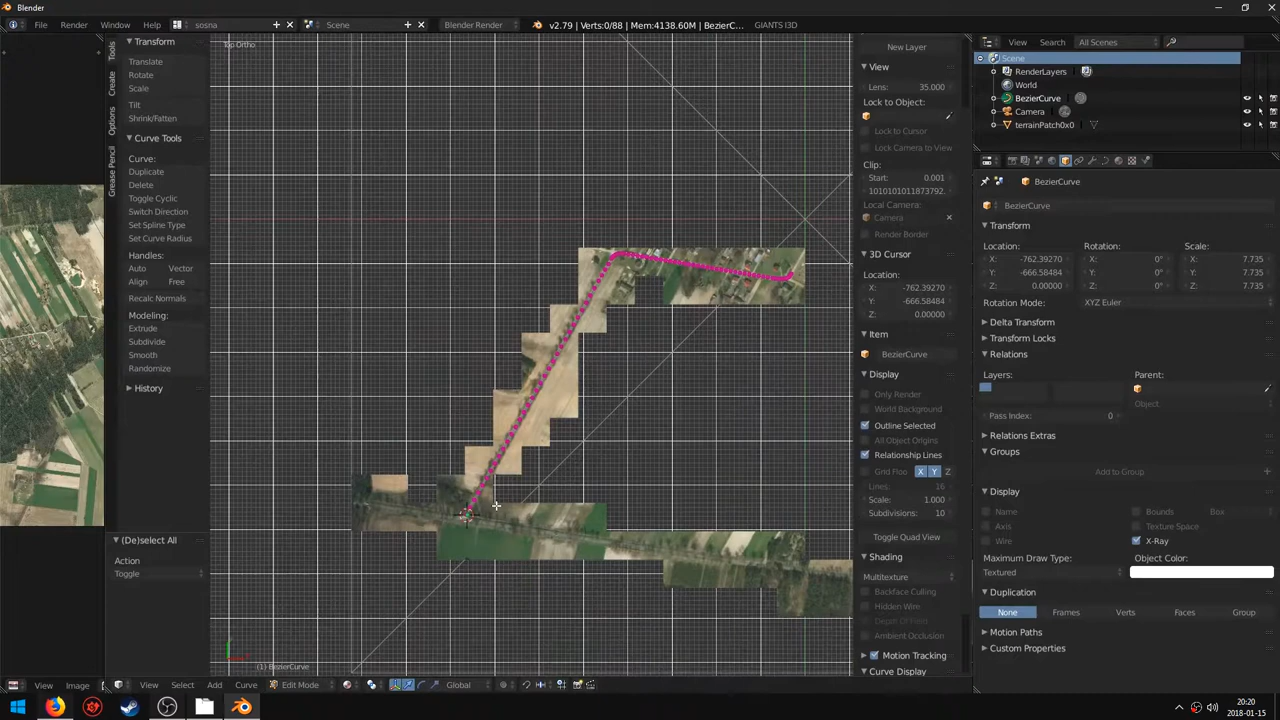 Blender
File Render Window Help sosna Scene Blender Render v2.79 | Verts:0/88 | Mem:4138.60M | BezierC... GIANTS I3D
Top Ortho
Tools
Create
Options
Grease Pencil
Transform
Translate
Rotate
Scale
Tilt
Shrink/Fatten
Curve Tools
Curve:
Duplicate
Delete
Toggle Cyclic
Switch Direction
Set Spline Type
Set Curve Radius
Handles:
Auto Vector
Align Free
Recalc Normals
Modeling:
Extrude
Subdivide
Smooth
Randomize
History
(De)select All
Action
Toggle
(1) BezierCurve
New Layer
View
Lens: 35.000
Lock to Object:
Lock to Cursor
Lock Camera to View
Clip:
Start: 0.001
1010101011873792.
Local Camera:
Camera
Render Border
3D Cursor
Location:
X: -762.39270
Y: -666.58484
Z: 0.00000
Item
BezierCurve
Display
Only Render
World Background
Outline Selected
All Object Origins
Relationship Lines
Grid Floo X Y Z
Lines: 16
Scale: 1.000
Subdivisions: 10
Toggle Quad View
Shading
Multitexture
Backface Culling
Hidden Wire
Depth Of Field
Ambient Occlusion
Motion Tracking
Curve Display
View Search All Scenes
Scene
RenderLayers
World
BezierCurve
Camera
terrainPatch0x0
BezierCurve
BezierCurve
Transform
Location: Rotation: Scale:
X: -762.39270 X: 0° X: 7.735
Y: -666.58484 Y: 0° Y: 7.735
Z: 0.00000 Z: 0° Z: 7.735
Rotation Mode: XYZ Euler
Delta Transform
Transform Locks
Relations
Layers: Parent:
Object
Pass Index: 0
Relations Extras
Groups
Add to Group
Display
Name Bounds Box
Axis Texture Space
Wire X-Ray
Maximum Draw Type: Object Color:
Textured
Duplication
None Frames Verts Faces Group
Motion Paths
Custom Properties
View Image View Select Add Curve Edit Mode Global
20:20
2018-01-15